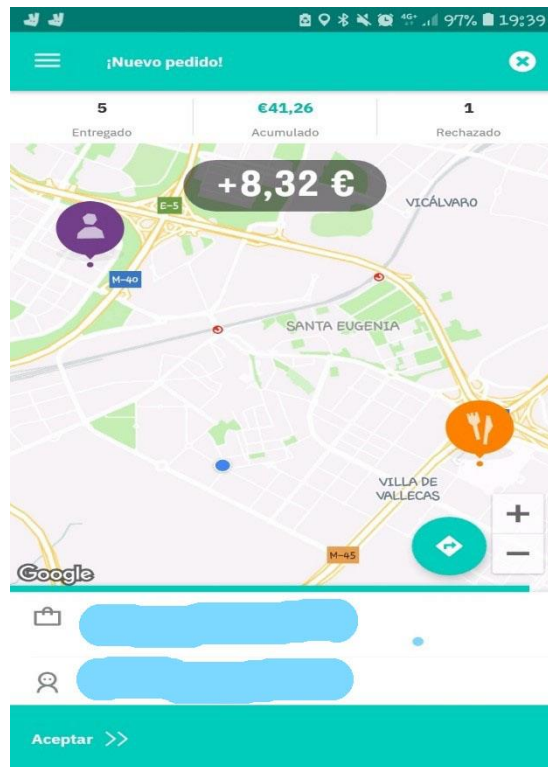 4G+ 97% 19:39
¡Nuevo pedido!
5 €41,26 1
Entregado Acumulado Rechazado
+8,32 €
E-5
VICÁLVARO
M-40
SANTA EUGENIA
VILLA DE
VALLECAS
+
M-45
−
Google
Aceptar >>